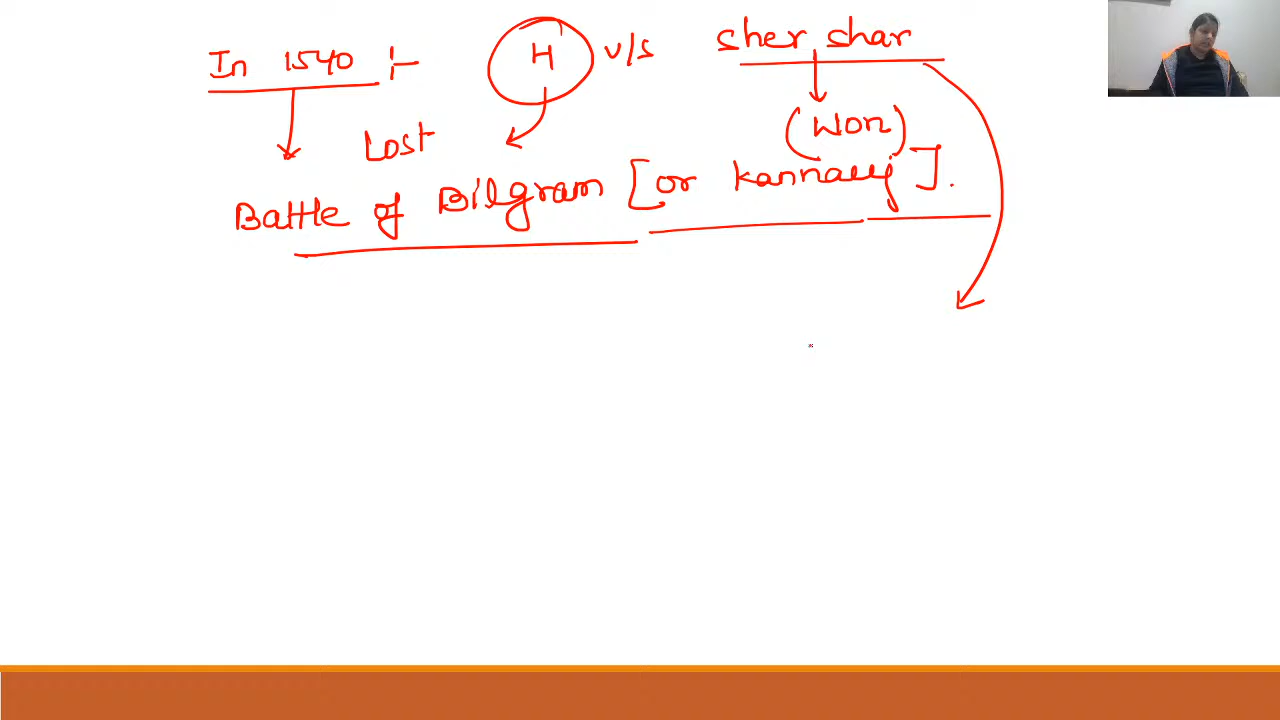 In 1540 :- H v/s Sher Shar
Lost (Won)
Battle of Bilgram [or Kannauj].